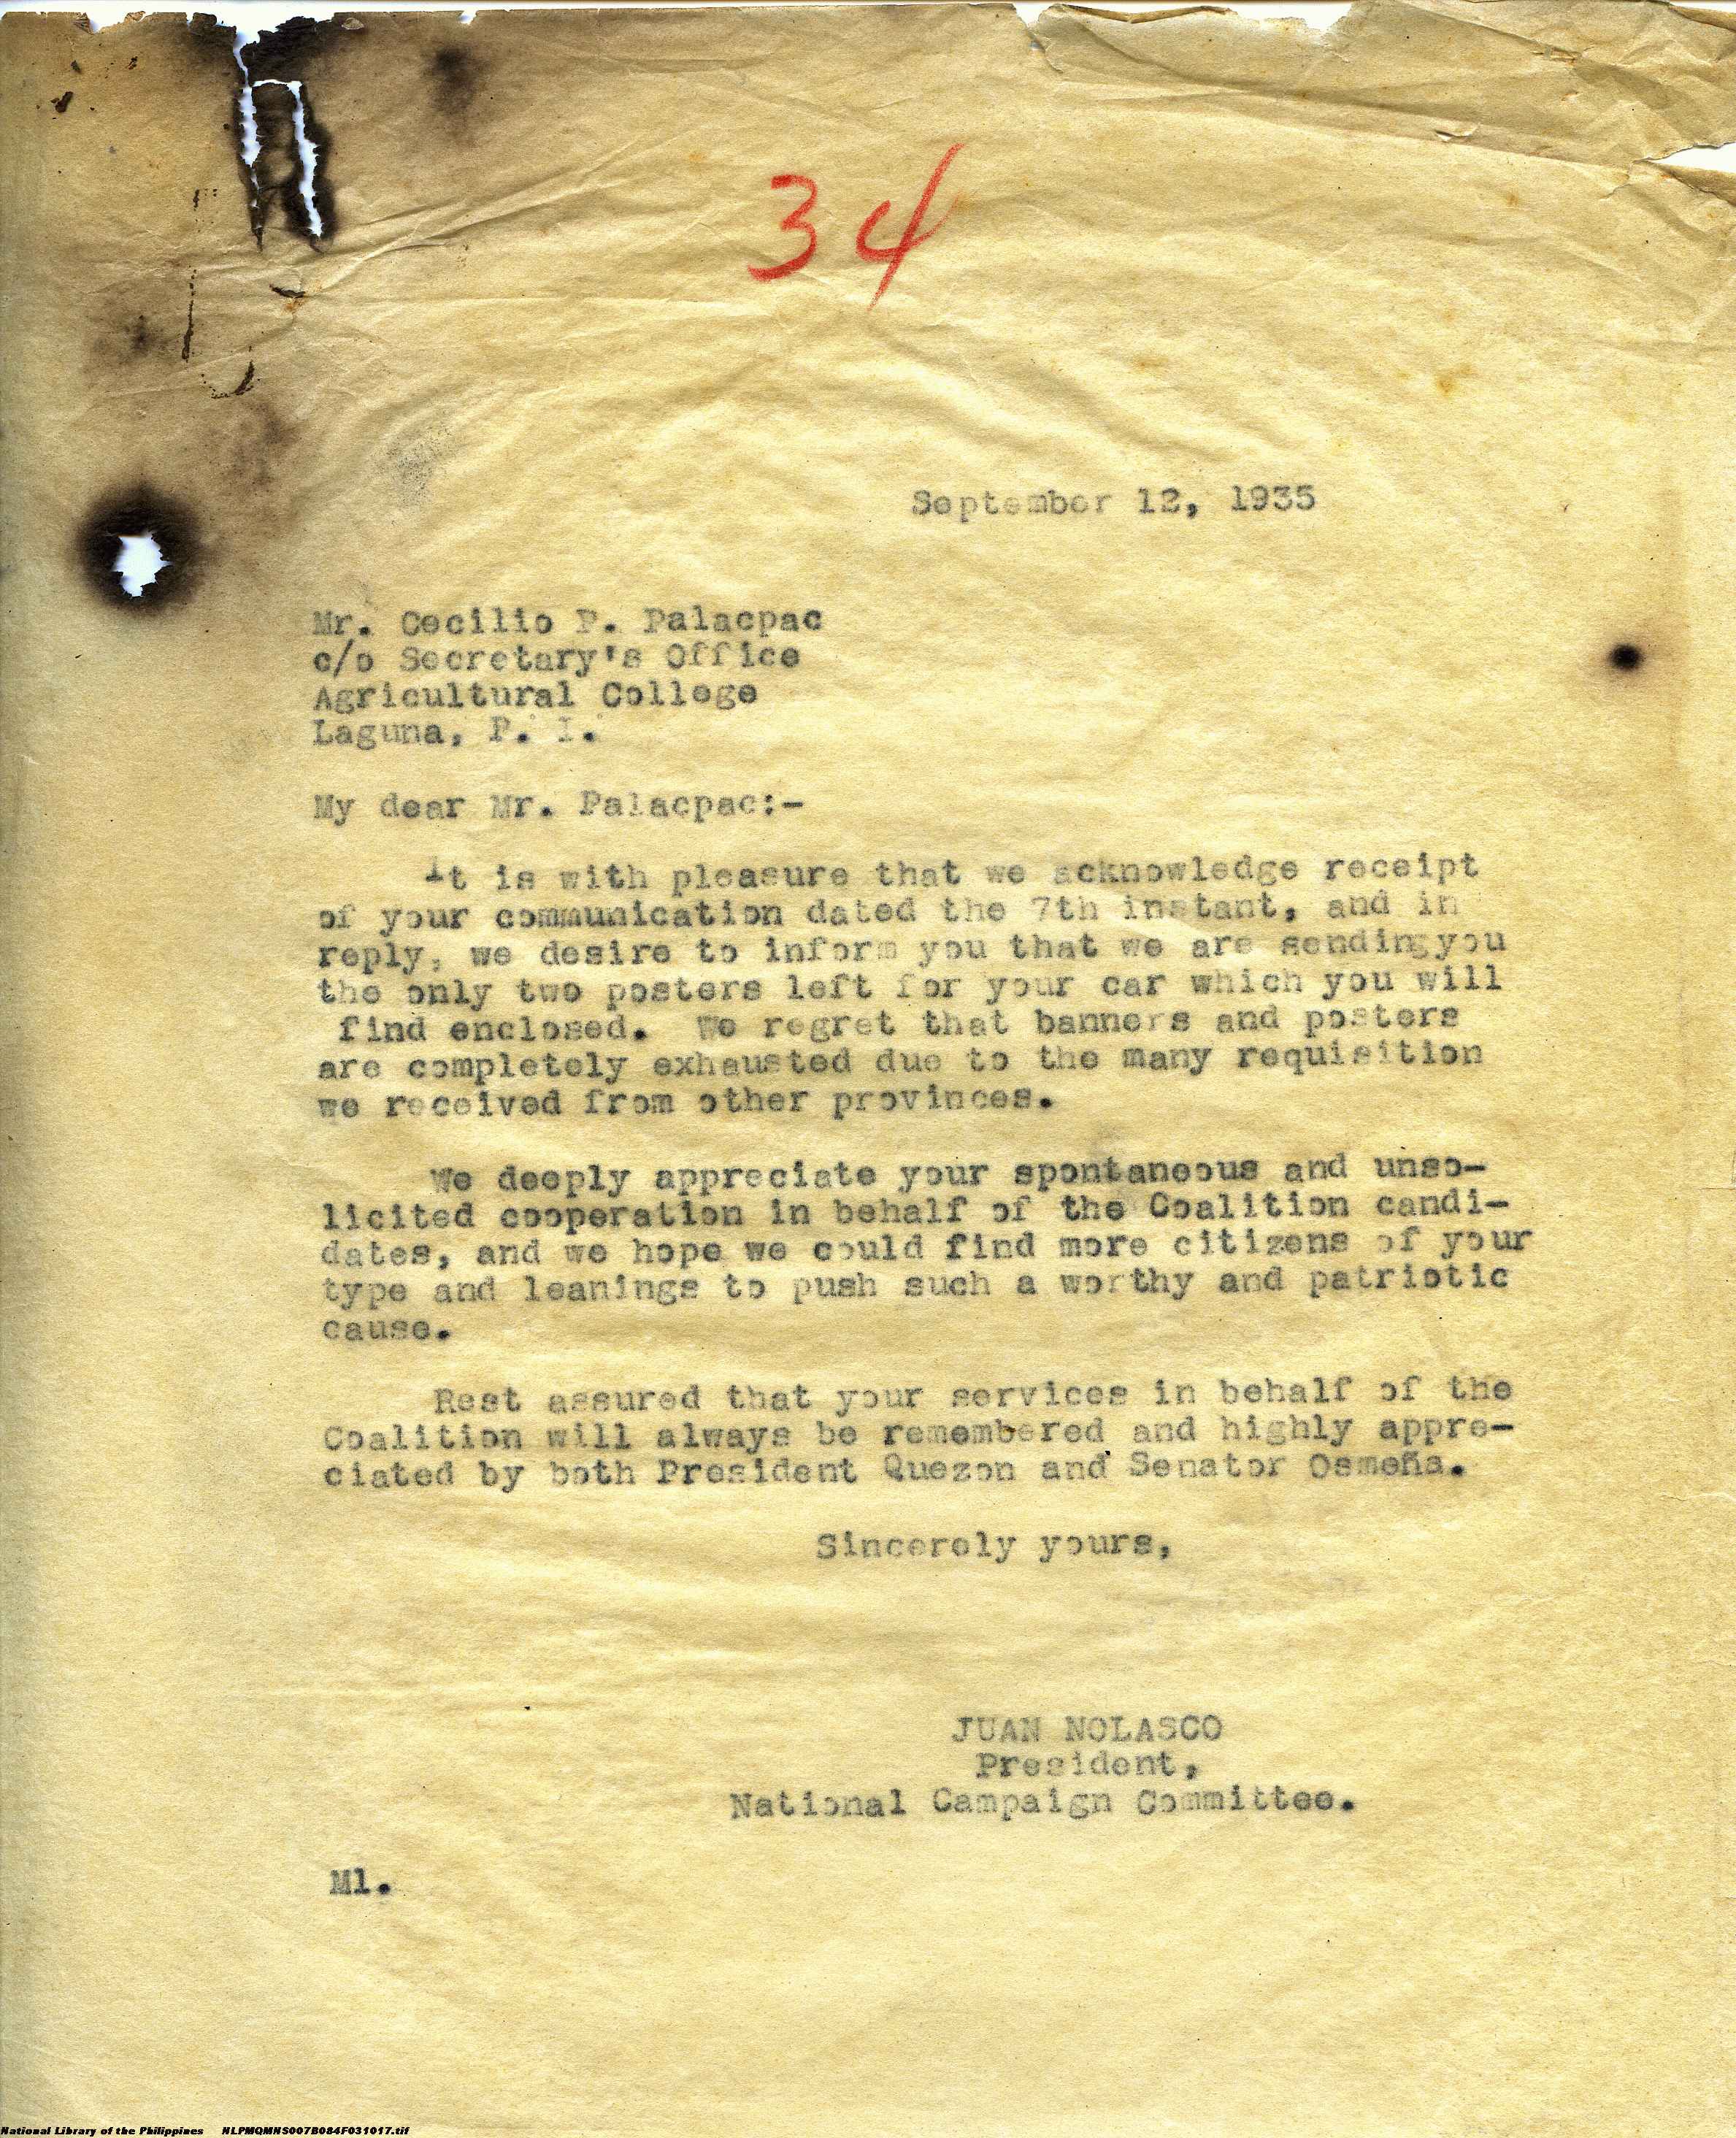 34
September 12, 1935
Mr. Cecilio P. Palacpac
c/o Secretary's Office
Agricultural College
Laguna, P. I.
My dear Mr. Palacpac:-
It is with pleasure that we acknowledge receipt
of your communication dated the 7th instant, and in
reply, we desire to inform you that we are sendingyou
the only two posters left for your car which you will
find enclosed. We regret that banners and posters
are completely exhausted due to the many requisition
we received from other provinces.
We deeply appreciate your spontaneous and unso-
licited cooperation in behalf of the Coalition candi-
dates, and we hope we could find more citizens of your
type and leanings to push such a worthy and patriotic
cause.
Rest assured that your services in behalf of the
Coalition will always be remembered and highly appre-
ciated by both President Quezon and Senator Osmeña.
Sincerely yours,
JUAN NOLASCO
President,
National Campaign Committee.
Ml.
National Library of the Philippines NLPMQMNS007B084F031017.tif